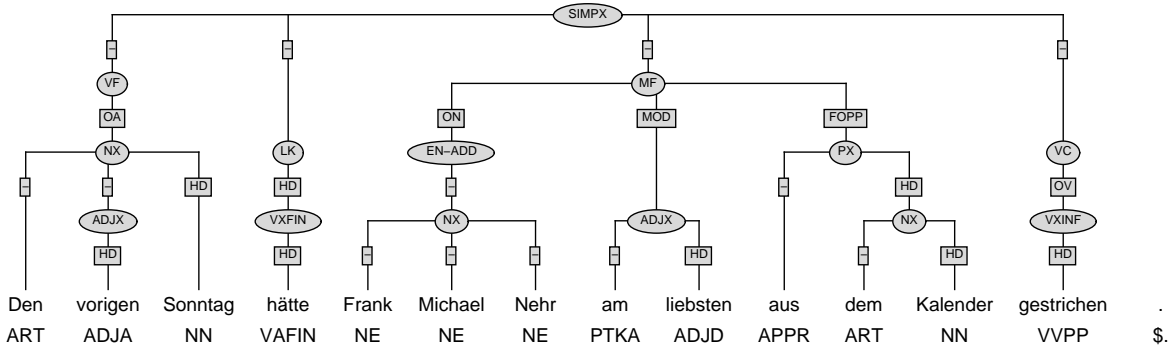 SIMPX
– – – –
VF MF
OA ON MOD FOPP
NX LK EN–ADD PX VC
– – HD HD – – HD OV
ADJX VXFIN NX ADJX NX VXINF
HD HD – – – – HD – HD HD
Den vorigen Sonntag hätte Frank Michael Nehr am liebsten aus dem Kalender gestrichen .
ART ADJA NN VAFIN NE NE NE PTKA ADJD APPR ART NN VVPP $.